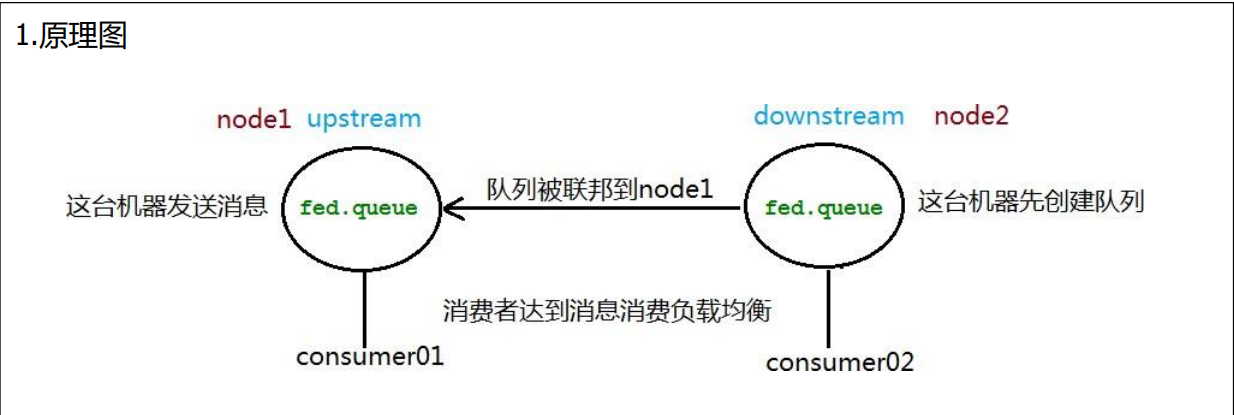 1.原理图
node1 upstream
downstream node2
这台机器发送消息
fed.queue
队列被联邦到node1
fed.queue
这台机器先创建队列
消费者达到消息消费负载均衡
consumer01
consumer02